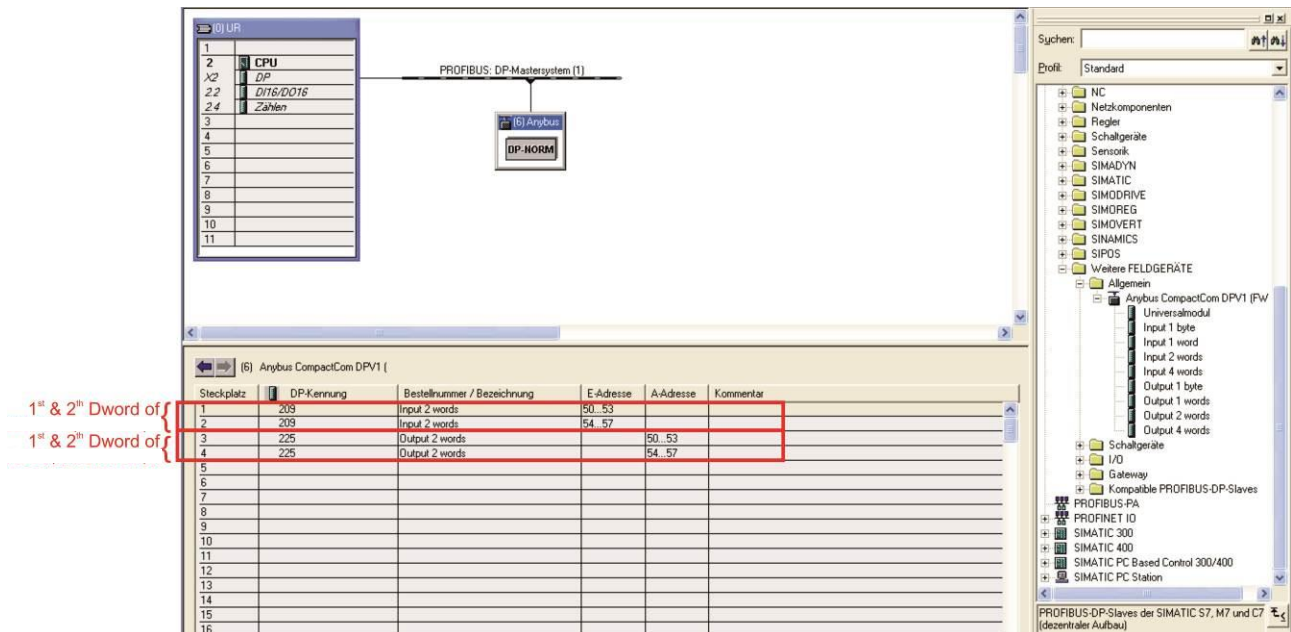 (0) UR
1
2 CPU
X2 DP
2.2 DI16/DO16
2.4 Zählen
3
4
5
6
7
8
9
10
11
PROFIBUS: DP-Mastersystem (1)
(6) Anybus
DP-NORM
(6) Anybus CompactCom DPV1 (
Steckplatz DP-Kennung Bestellnummer / Bezeichnung E-Adresse A-Adresse Kommentar
1 209 Input 2 words 50...53
2 209 Input 2 words 54...57
3 225 Output 2 words 50...53
4 225 Output 2 words 54...57
5
6
7
8
9
10
11
12
13
14
15
16
1st & 2th Dword of
1st & 2th Dword of
Suchen:
Profil: Standard
NC
Netzkomponenten
Regler
Schaltgeräte
Sensorik
SIMADYN
SIMATIC
SIMODRIVE
SIMOREG
SIMOVERT
SINAMICS
SIPOS
Weitere FELDGERÄTE
Allgemein
Anybus CompactCom DPV1 (FW
Universalmodul
Input 1 byte
Input 1 word
Input 2 words
Input 4 words
Output 1 byte
Output 1 words
Output 2 words
Output 4 words
Schaltgeräte
I/O
Gateway
Kompatible PROFIBUS-DP-Slaves
PROFIBUS-PA
PROFINET IO
SIMATIC 300
SIMATIC 400
SIMATIC PC Based Control 300/400
SIMATIC PC Station
PROFIBUS-DP-Slaves der SIMATIC S7, M7 und C7
(dezentraler Aufbau)